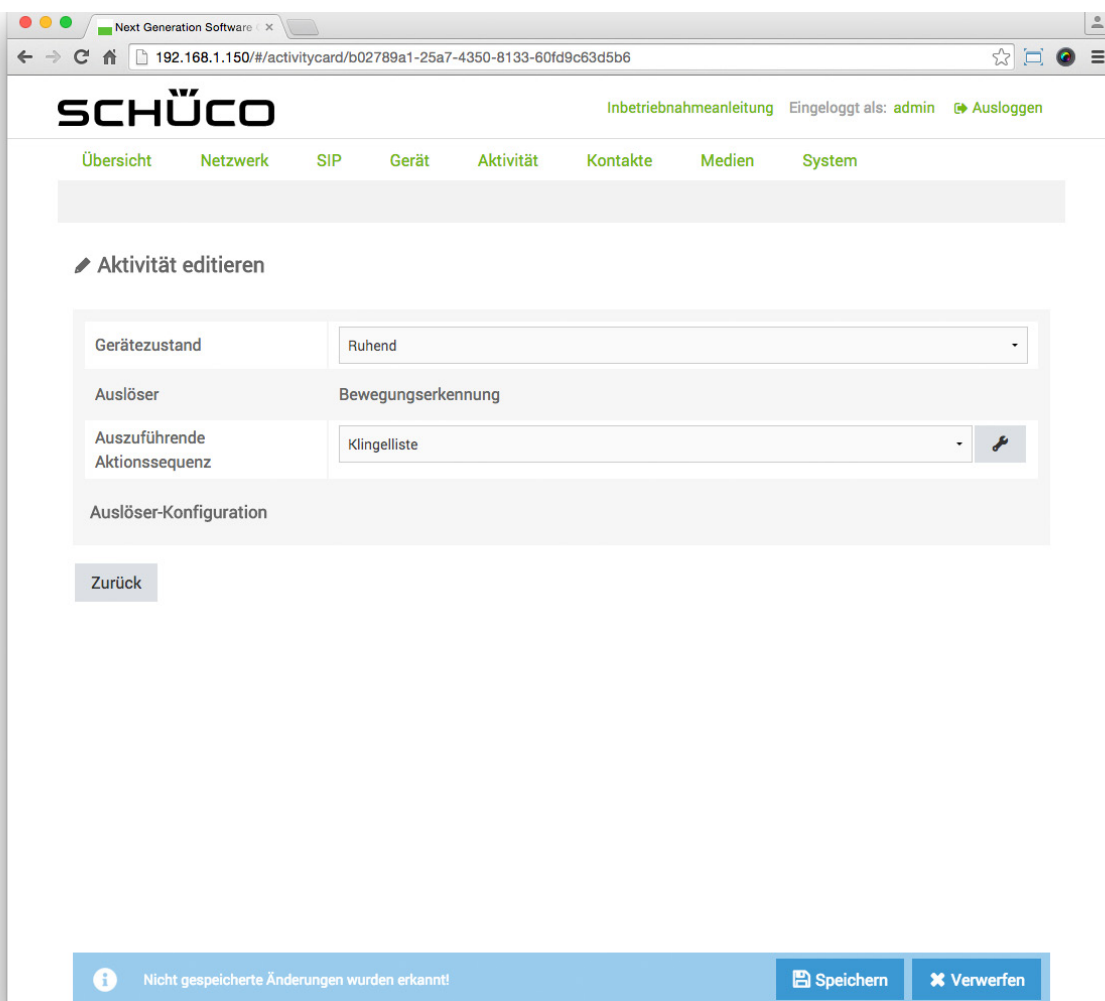 Next Generation Software
192.168.1.150/#/activitycard/b02789a1-25a7-4350-8133-60fd9c63d5b6
SCHÜCO
Inbetriebnahmeanleitung Eingeloggt als: admin Ausloggen
Übersicht Netzwerk SIP Gerät Aktivität Kontakte Medien System
Aktivität editieren
Gerätezustand Ruhend
Auslöser Bewegungserkennung
Auszuführende
Aktionssequenz
Klingelliste
Auslöser-Konfiguration
Zurück
Nicht gespeicherte Änderungen wurden erkannt! Speichern Verwerfen